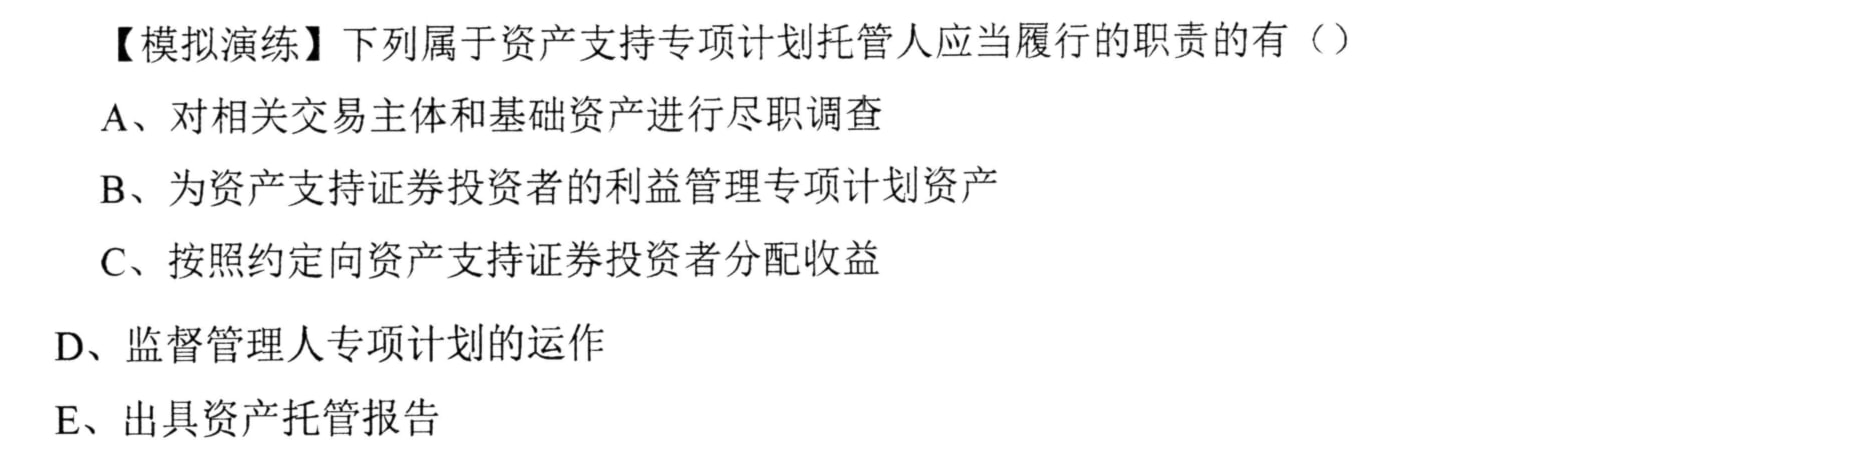 【模拟演练】下列属于资产支持专项计划托管人应当履行的职责的有（）
A、对相关交易主体和基础资产进行尽职调查
B、为资产支持证券投资者的利益管理专项计划资产
C、按照约定向资产支持证券投资者分配收益
D、监督管理人专项计划的运作
E、出具资产托管报告